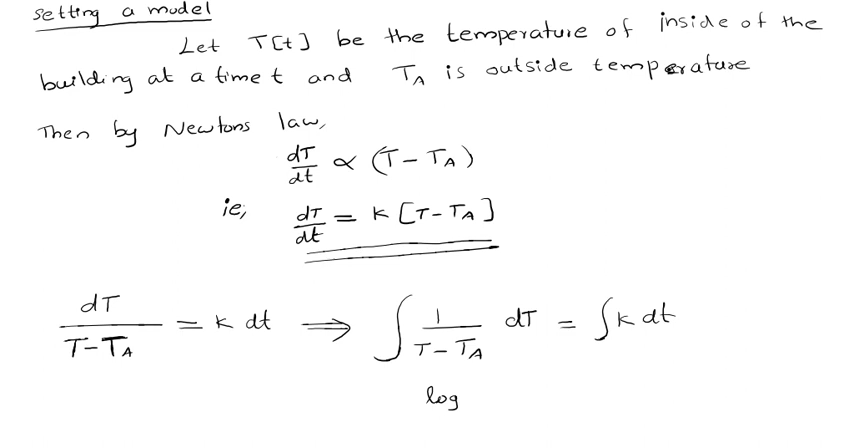 setting a model
Let T[t] be the temperature of inside of the
building at a time t and T_A is outside temperature
Then by Newtons law,
dT/dt ∝ (T - T_A)
ie, dT/dt = k [T - T_A]
dT/(T - T_A) = k dt ⟹ ∫ 1/(T - T_A) dT = ∫ k dt
log